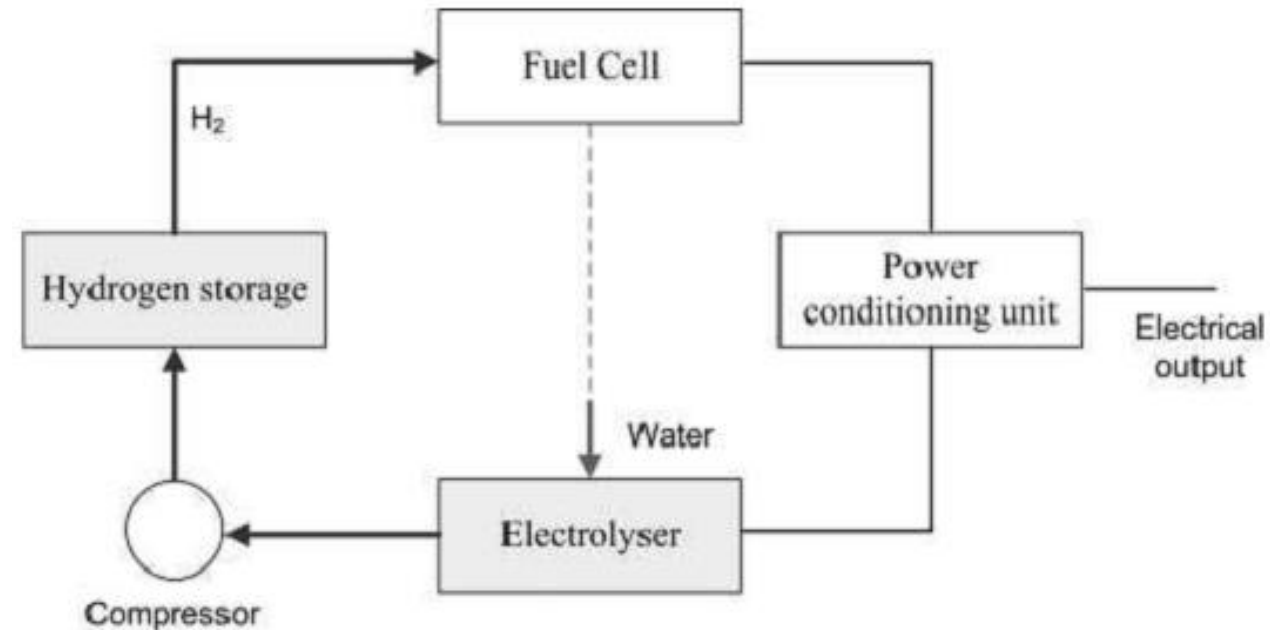 Fuel Cell
H₂
Hydrogen storage
Power
conditioning unit
Electrical
output
Water
Electrolyser
Compressor